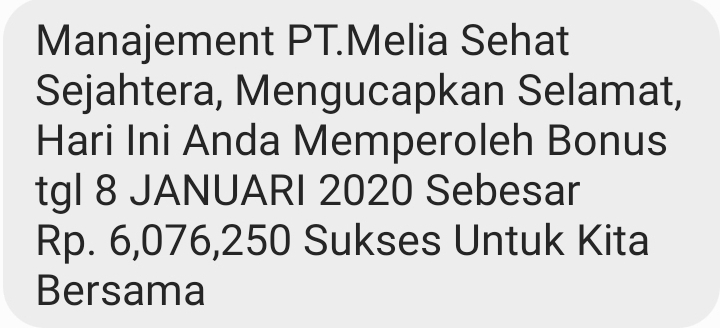 Manajement PT.Melia Sehat
Sejahtera, Mengucapkan Selamat,
Hari Ini Anda Memperoleh Bonus
tgl 8 JANUARI 2020 Sebesar
Rp. 6,076,250 Sukses Untuk Kita
Bersama